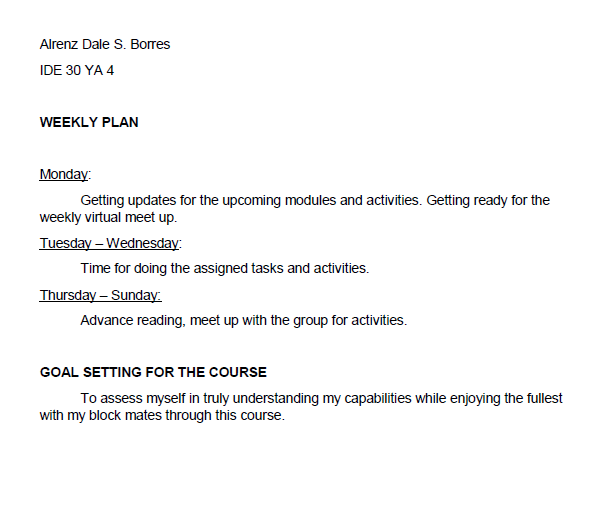 Alrenz Dale S. Borres
IDE 30 YA 4
WEEKLY PLAN
Monday:
Getting updates for the upcoming modules and activities. Getting ready for the
weekly virtual meet up.
Tuesday – Wednesday:
Time for doing the assigned tasks and activities.
Thursday – Sunday:
Advance reading, meet up with the group for activities.
GOAL SETTING FOR THE COURSE
To assess myself in truly understanding my capabilities while enjoying the fullest
with my block mates through this course.